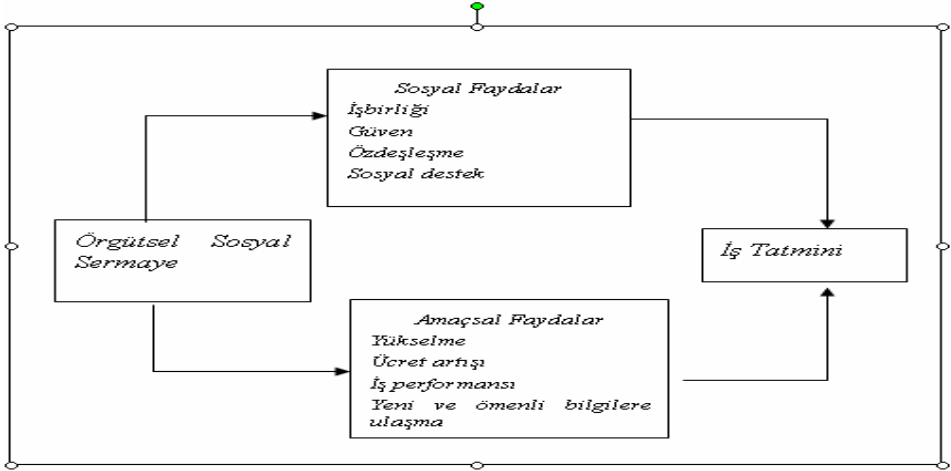 Sosyal Faydalar
İşbirliği
Güven
Özdeşleşme
Sosyal destek
Örgütsel Sosyal
Sermaye
İş Tatmini
Amaçsal Faydalar
Yükselme
Ücret artışı
İş performansı
Yeni ve ömenli bilgilere
ulaşma